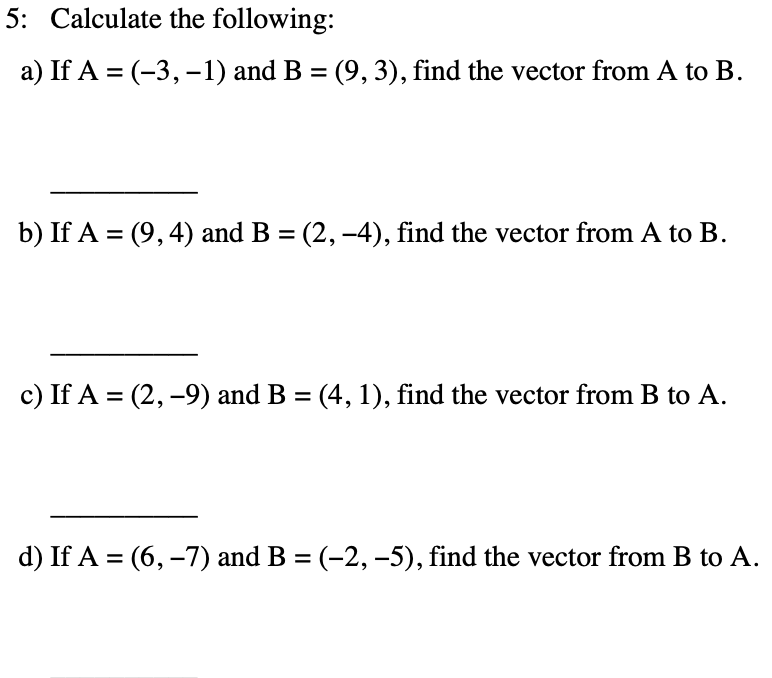 5: Calculate the following:
a) If A = (−3, −1) and B = (9, 3), find the vector from A to B.
__________
b) If A = (9, 4) and B = (2, −4), find the vector from A to B.
__________
c) If A = (2, −9) and B = (4, 1), find the vector from B to A.
__________
d) If A = (6, −7) and B = (−2, −5), find the vector from B to A.
__________